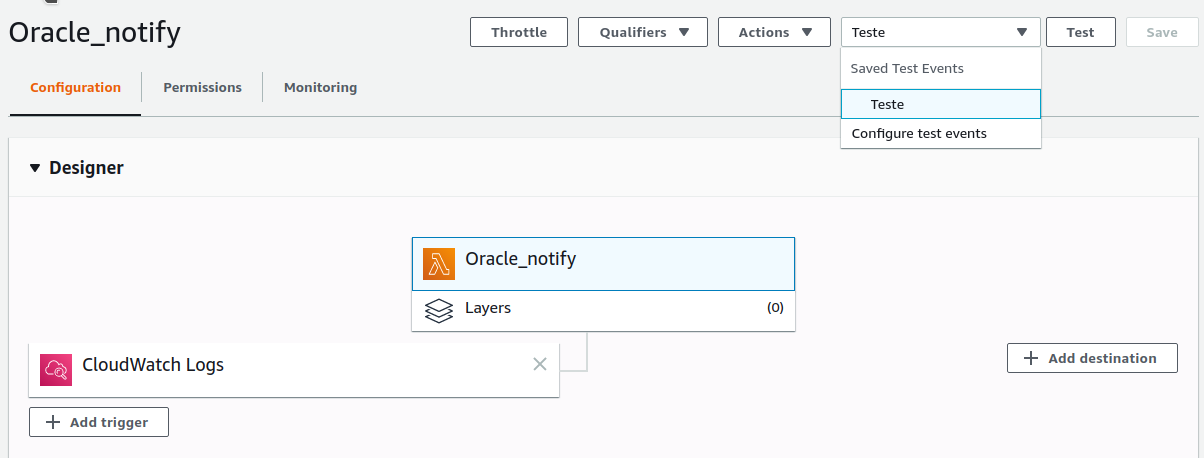 Oracle_notify
Throttle
Qualifiers
Actions
Teste
Test
Save
Saved Test Events
Teste
Configure test events
Configuration
Permissions
Monitoring
Designer
Oracle_notify
Layers (0)
CloudWatch Logs
Add trigger
Add destination